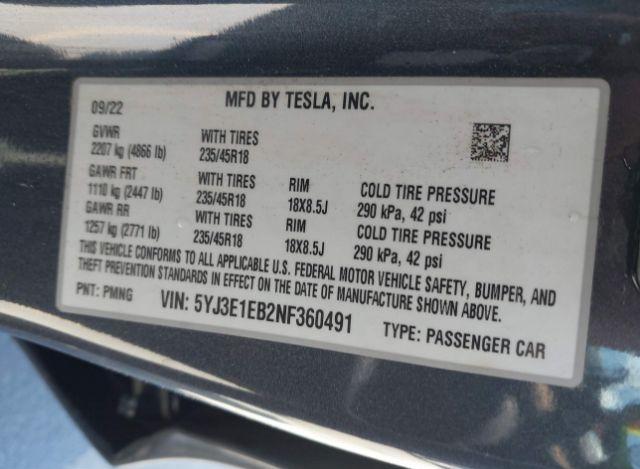 09/22 MFD BY TESLA, INC.
GVWR WITH TIRES
2207 kg (4866 lb) 235/45R18
GAWR FRT WITH TIRES RIM COLD TIRE PRESSURE
1110 kg (2447 lb) 235/45R18 18X8.5J 290 kPa, 42 psi
GAWR RR WITH TIRES RIM COLD TIRE PRESSURE
1257 kg (2771 lb) 235/45R18 18X8.5J 290 kPa, 42 psi
THIS VEHICLE CONFORMS TO ALL APPLICABLE U.S. FEDERAL MOTOR VEHICLE SAFETY, BUMPER, AND
THEFT PREVENTION STANDARDS IN EFFECT ON THE DATE OF MANUFACTURE SHOWN ABOVE.
PNT: PMNG VIN: 5YJ3E1EB2NF360491 TYPE: PASSENGER CAR